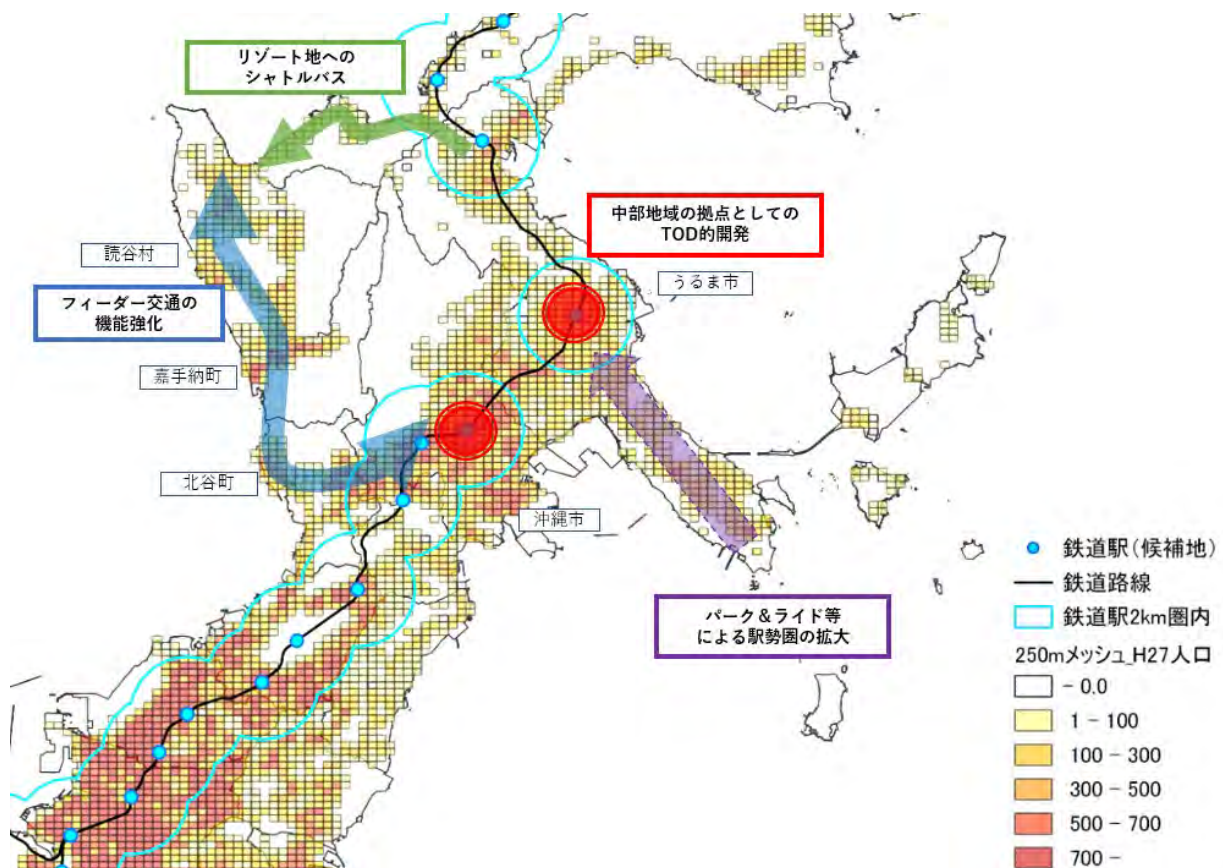 リゾート地への
シャトルバス
中部地域の拠点としての
TOD的開発
読谷村
うるま市
フィーダー交通の
機能強化
嘉手納町
北谷町
沖縄市
パーク＆ライド等
による駅勢圏の拡大
鉄道駅（候補地）
鉄道路線
鉄道駅2km圏内
250mメッシュ_H27人口
- 0.0
1 - 100
100 - 300
300 - 500
500 - 700
700 -